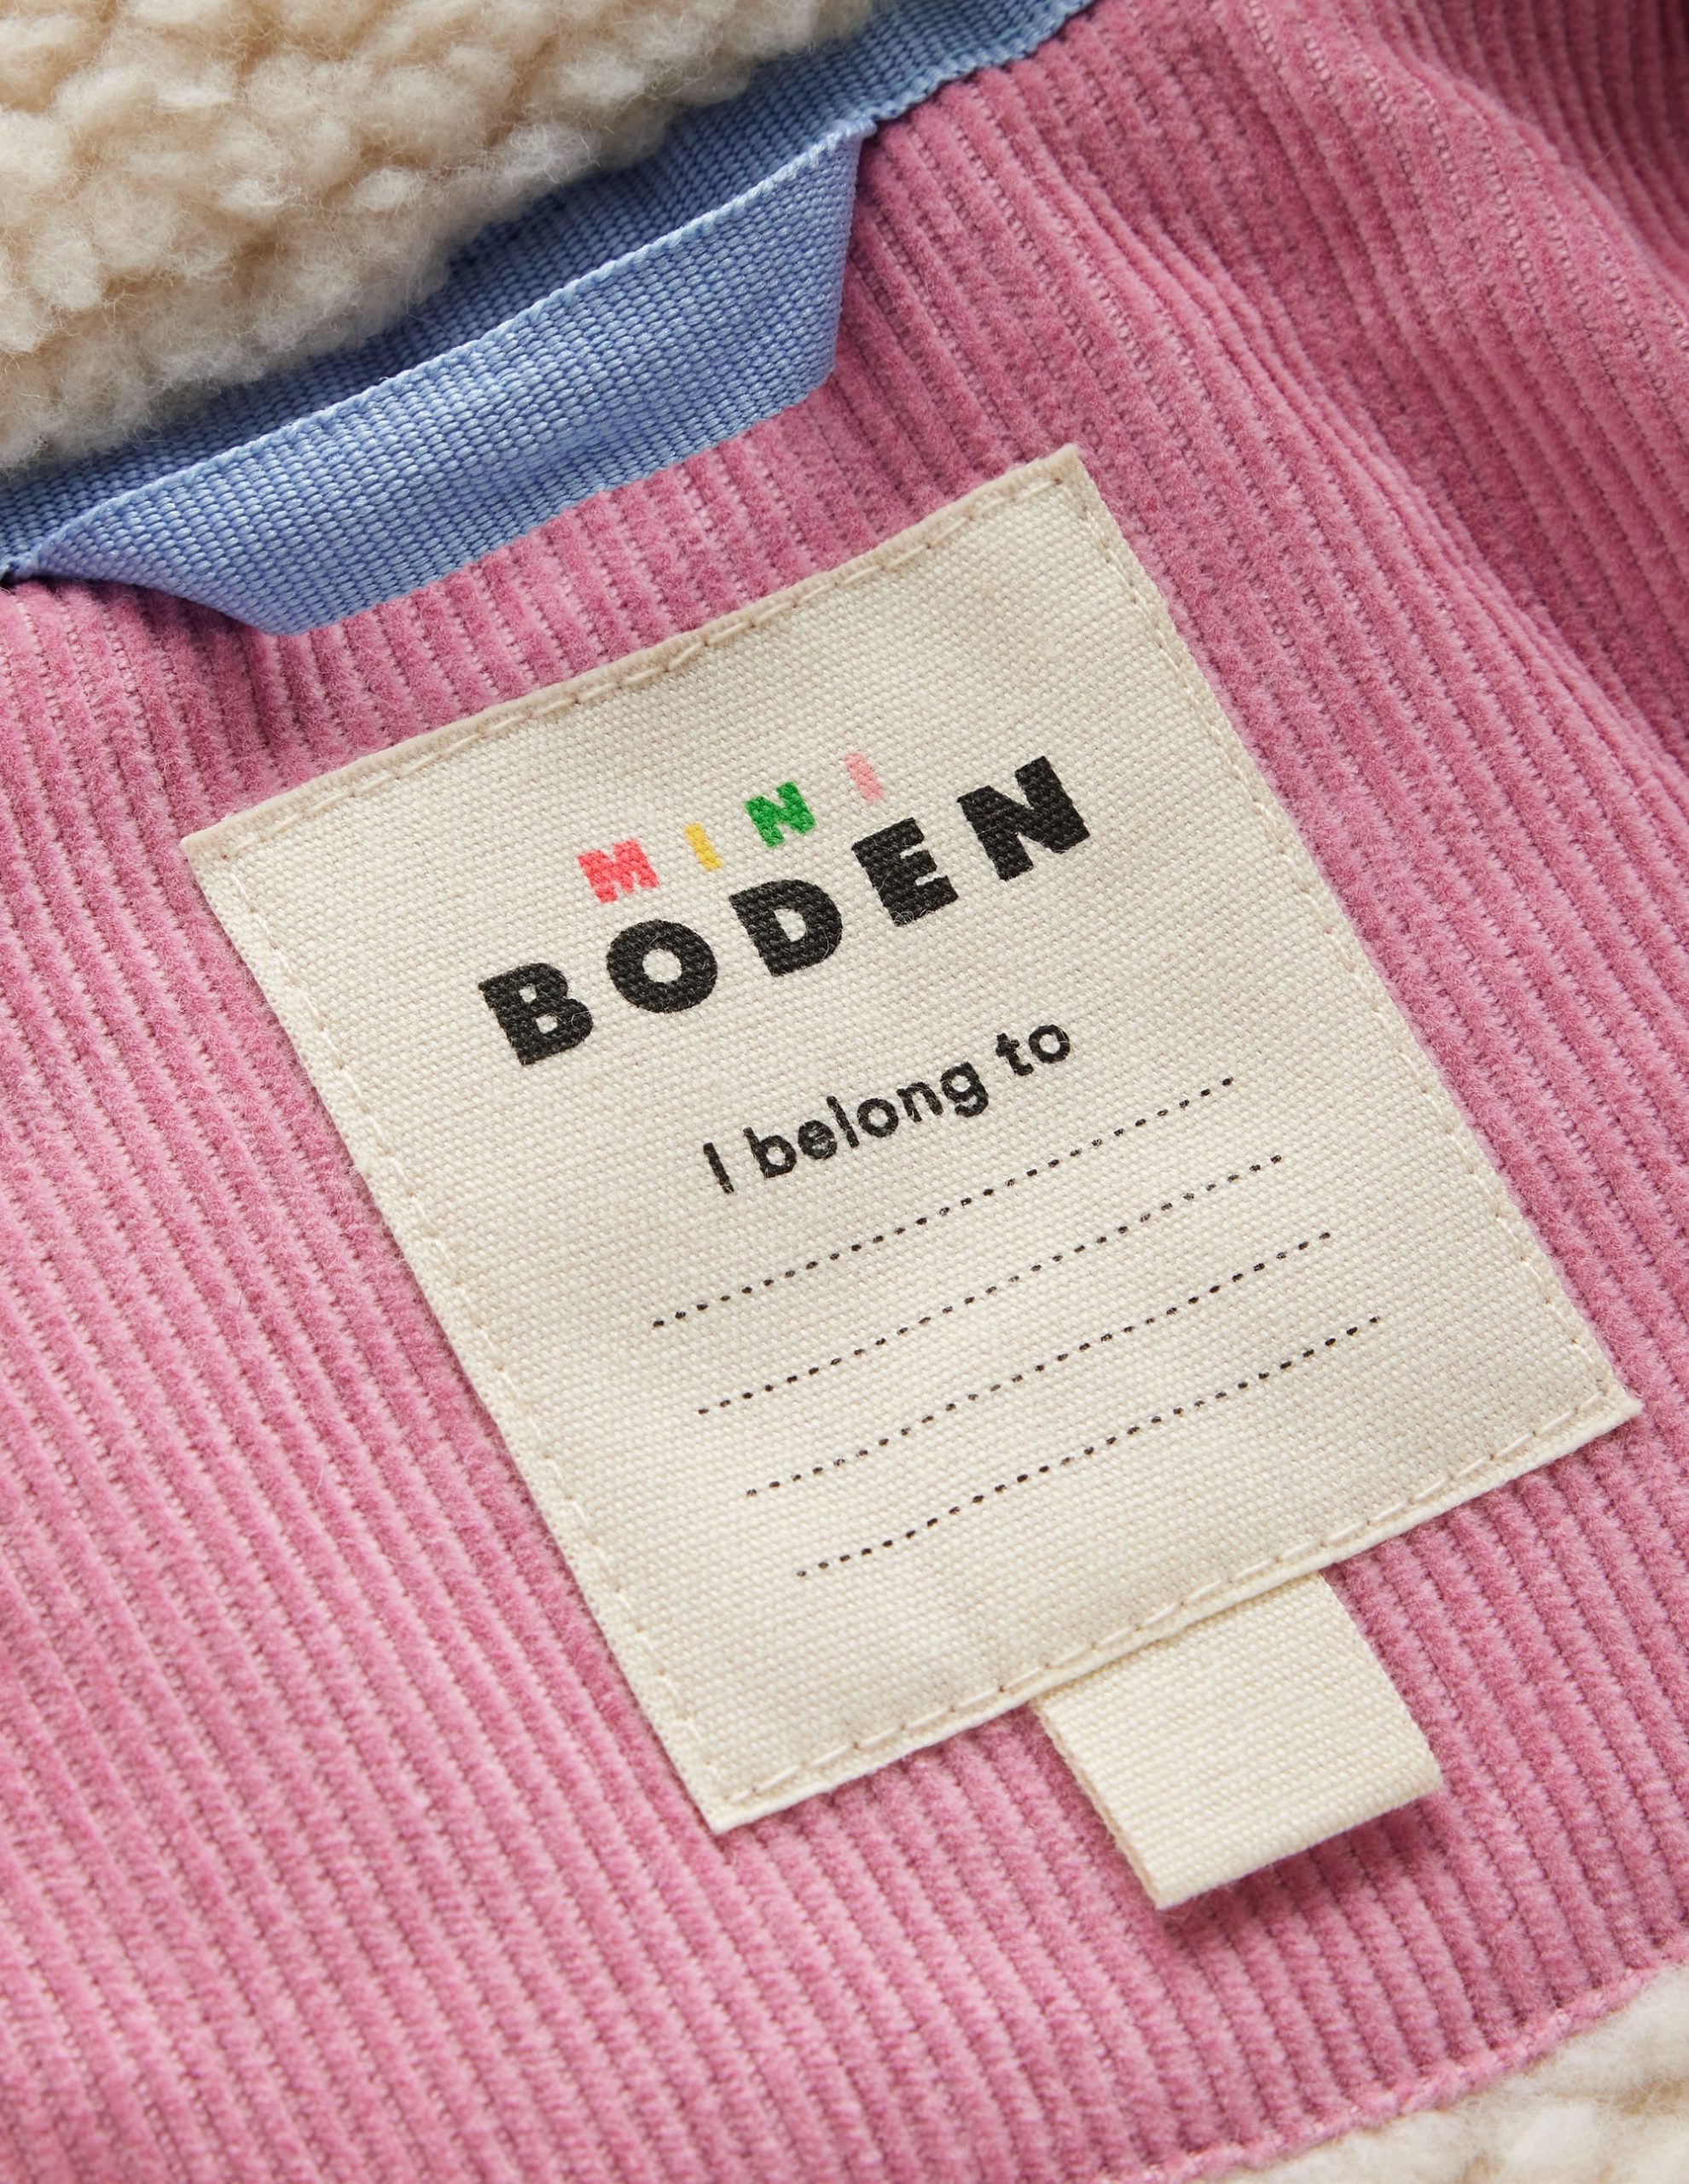 MINI
BODEN
I belong to